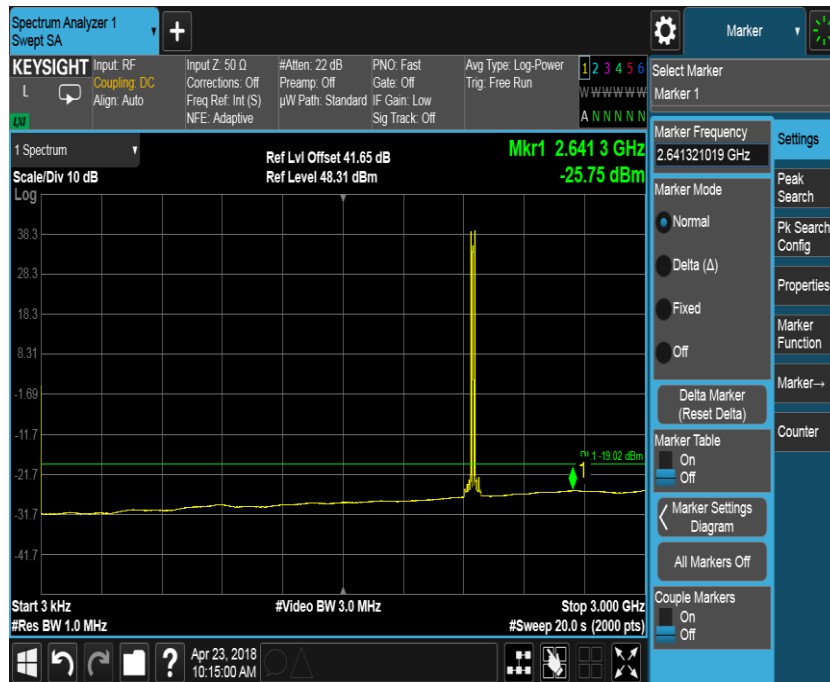 Spectrum Analyzer 1
Swept SA
+
Marker
KEYSIGHT
L
LXI
Input: RF
Coupling: DC
Align: Auto
Input Z: 50 Ω
Corrections: Off
Freq Ref: Int (S)
NFE: Adaptive
#Atten: 22 dB
Preamp: Off
µW Path: Standard
PNO: Fast
Gate: Off
IF Gain: Low
Sig Track: Off
Avg Type: Log-Power
Trig: Free Run
1 2 3 4 5 6
W W W W W W
A N N N N N
Select Marker
Marker 1
1 Spectrum
Scale/Div 10 dB
Log
Ref Lvl Offset 41.65 dB
Ref Level 48.31 dBm
Mkr1 2.641 3 GHz
-25.75 dBm
38.3
28.3
18.3
8.31
-1.69
-11.7
-21.7
-31.7
-41.7
DL1 -19.02 dBm
1
Start 3 kHz
#Res BW 1.0 MHz
#Video BW 3.0 MHz
Stop 3.000 GHz
#Sweep 20.0 s (2000 pts)
Marker Frequency
2.641321019 GHz
Marker Mode
Normal
Delta (Δ)
Fixed
Off
Delta Marker
(Reset Delta)
Marker Table
On
Off
Marker Settings
Diagram
All Markers Off
Couple Markers
On
Off
Settings
Peak
Search
Pk Search
Config
Properties
Marker
Function
Marker→
Counter
?
Apr 23, 2018
10:15:00 AM